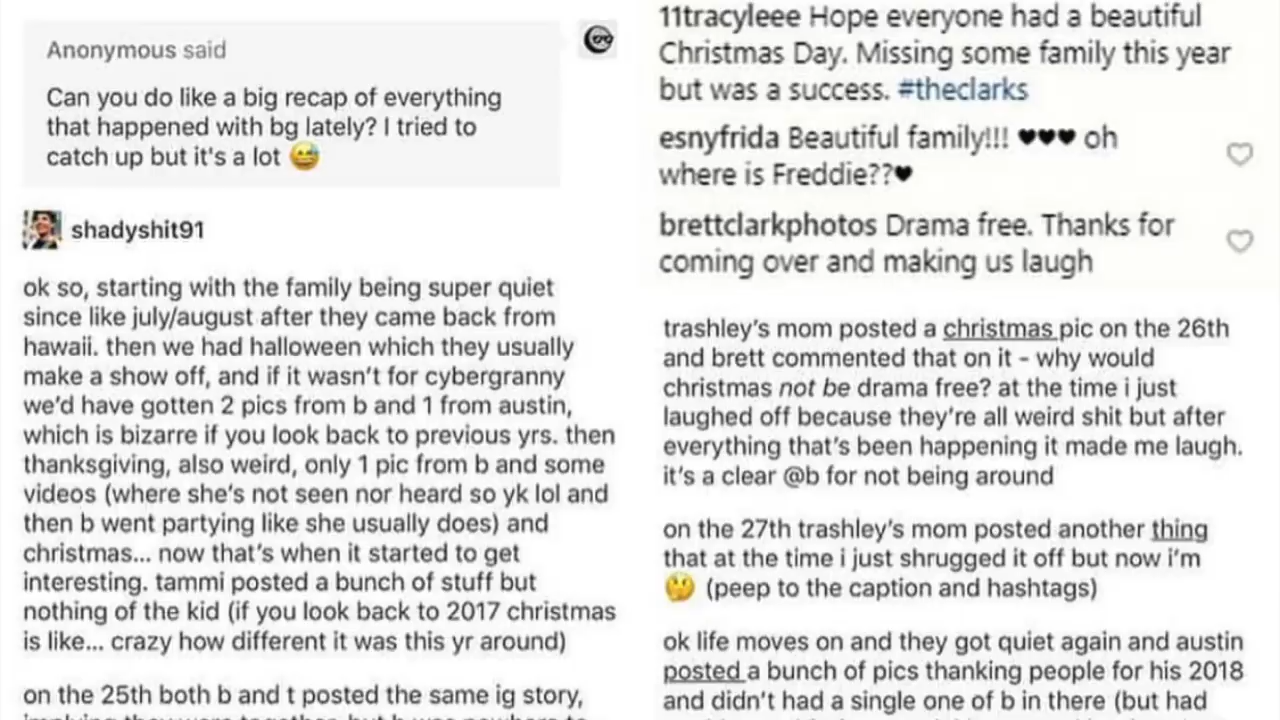 Anonymous said
Can you do like a big recap of everything
that happened with bg lately? I tried to
catch up but it's a lot 😅
shadyshit91
ok so, starting with the family being super quiet
since like july/august after they came back from
hawaii. then we had halloween which they usually
make a show off, and if it wasn't for cybergranny
we'd have gotten 2 pics from b and 1 from austin,
which is bizarre if you look back to previous yrs. then
thanksgiving, also weird, only 1 pic from b and some
videos (where she's not seen nor heard so yk lol and
then b went partying like she usually does) and
christmas... now that's when it started to get
interesting. tammi posted a bunch of stuff but
nothing of the kid (if you look back to 2017 christmas
is like... crazy how different it was this yr around)
on the 25th both b and t posted the same ig story,
11tracyleee Hope everyone had a beautiful
Christmas Day. Missing some family this year
but was a success. #theclarks
esnyfrida Beautiful family!!! ♥♥♥ oh
where is Freddie??♥
brettclarkphotos Drama free. Thanks for
coming over and making us laugh
trashley's mom posted a christmas pic on the 26th
and brett commented that on it - why would
christmas not be drama free? at the time i just
laughed off because they're all weird shit but after
everything that's been happening it made me laugh.
it's a clear @b for not being around
on the 27th trashley's mom posted another thing
that at the time i just shrugged it off but now i'm
🤔 (peep to the caption and hashtags)
ok life moves on and they got quiet again and austin
posted a bunch of pics thanking people for his 2018
and didn't had a single one of b in there (but had